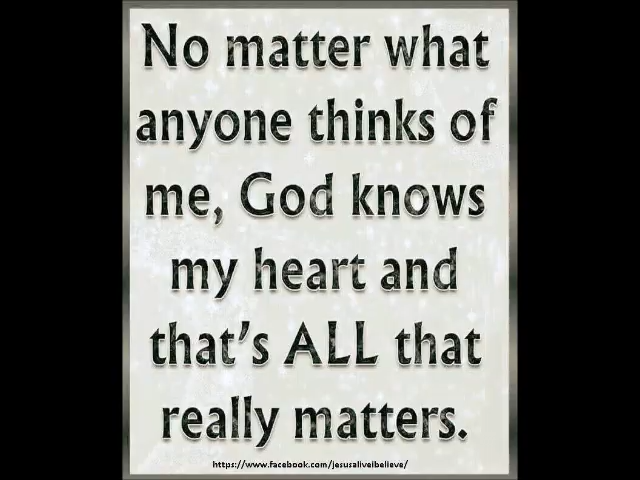 No matter what
anyone thinks of
me, God knows
my heart and
that's ALL that
really matters.
https://www.facebook.com/jesusaliveibelieve/